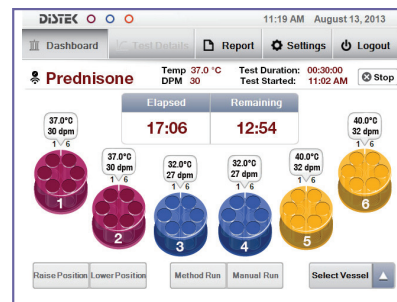 DiSTEK
11:19 AM August 13, 2013
Dashboard Test Details Report Settings Logout
Prednisone
Temp 37.0 °C Test Duration: 00:30:00
DPM 30 Test Started: 11:02 AM
Stop
Elapsed Remaining
17:06 12:54
37.0°C
30 dpm
1 6
1
37.0°C
30 dpm
1 6
2
32.0°C
27 dpm
1 6
3
32.0°C
27 dpm
1 6
4
40.0°C
32 dpm
1 6
5
40.0°C
32 dpm
1 6
6
Raise Position Lower Position Method Run Manual Run Select Vessel